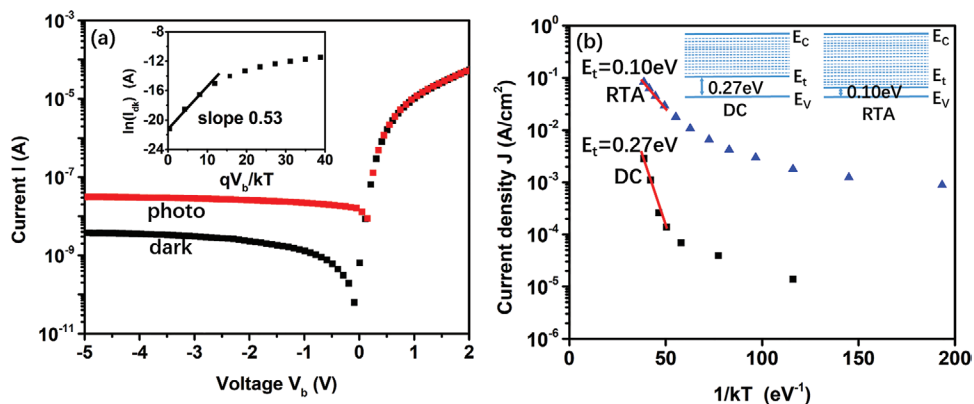 (a)
Current I (A)
10^-5
10^-7
10^-9
10^-11
-5
-4
-3
-2
-1
0
1
2
Voltage V_b (V)
photo
dark
ln(I_dk) (A)
-8
-12
-16
-20
-24
0
10
20
30
40
qV_b/kT
slope 0.53
(b)
Current density J (A/cm^2)
10^0
10^-1
10^-2
10^-3
10^-4
10^-5
10^-6
0
50
100
150
200
1/kT (eV^-1)
E_t=0.10eV
RTA
E_t=0.27eV
DC
E_C
E_t
0.27eV
E_V
DC
E_C
E_t
0.10eV
E_V
RTA